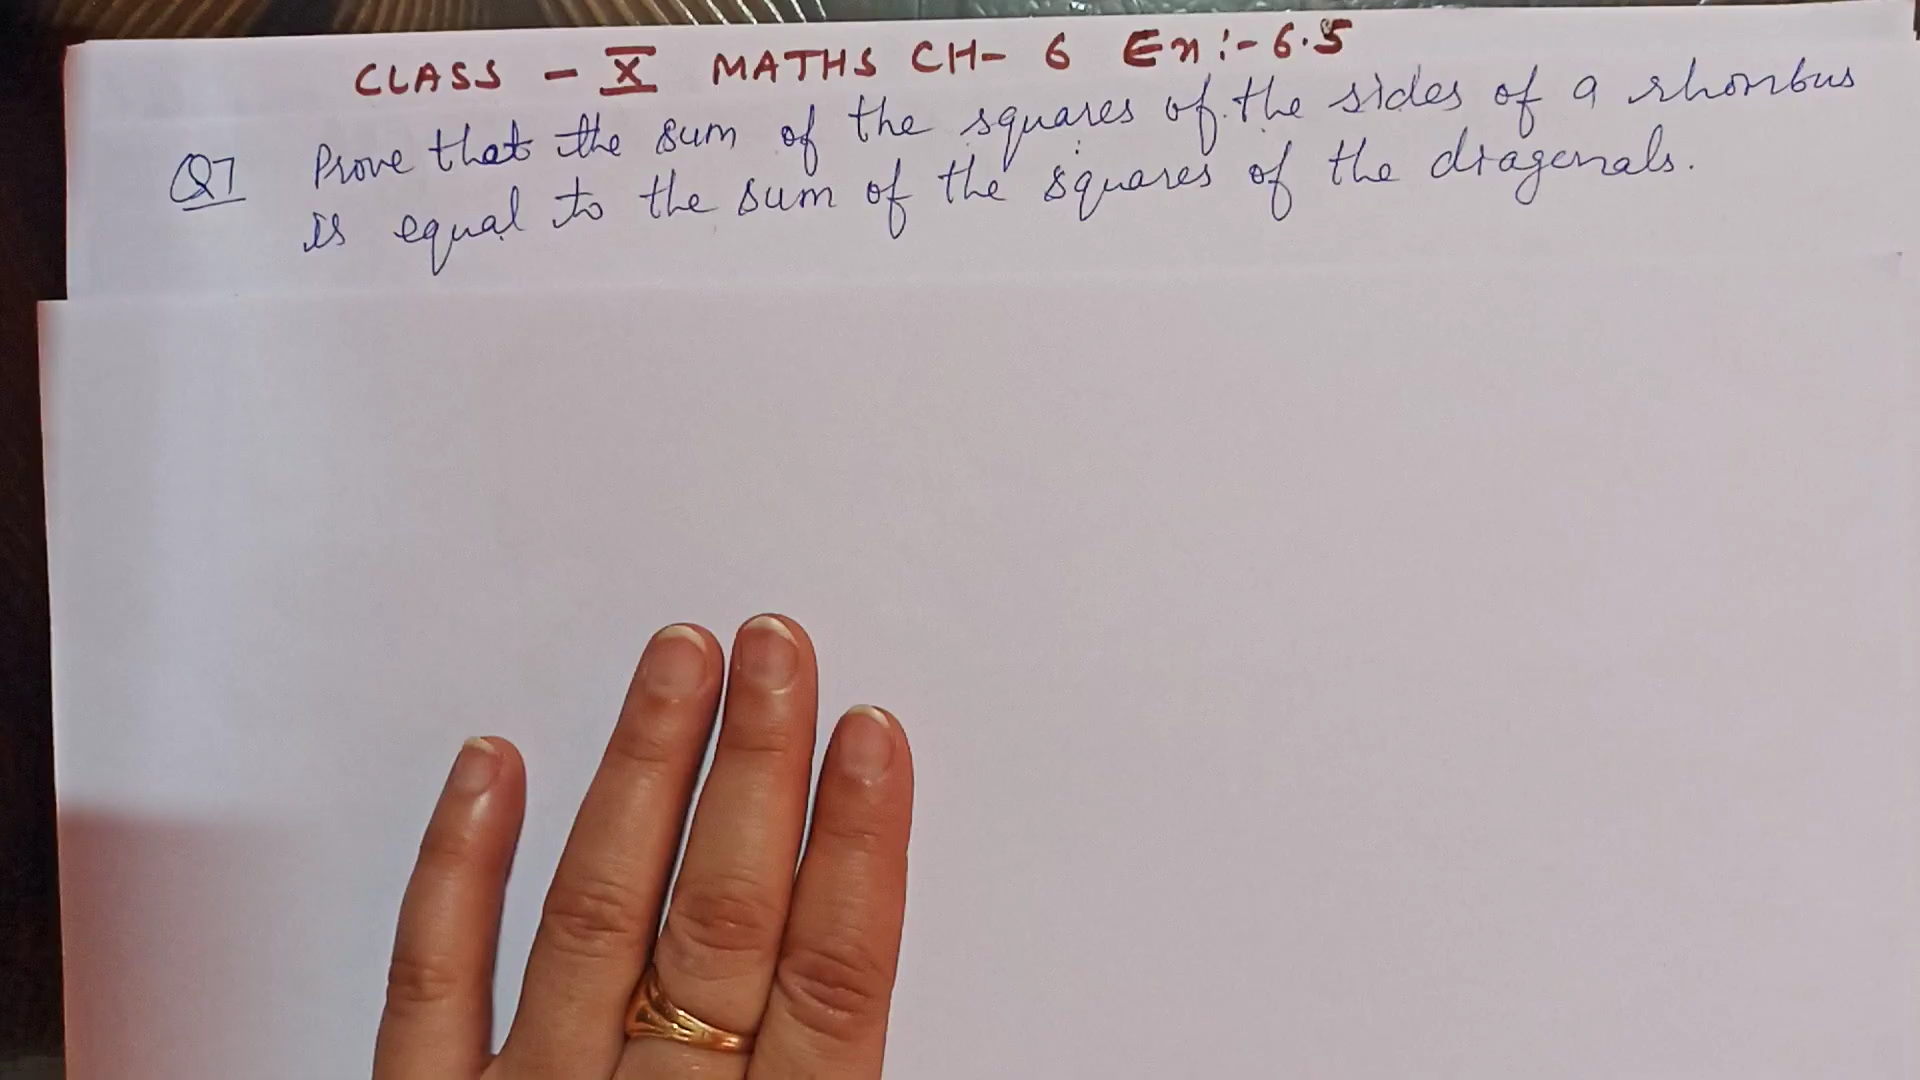 CLASS - X MATHS CH- 6 Ex:- 6.5
Q7 Prove that the sum of the squares of the sides of a rhombus
is equal to the sum of the squares of the diagonals.